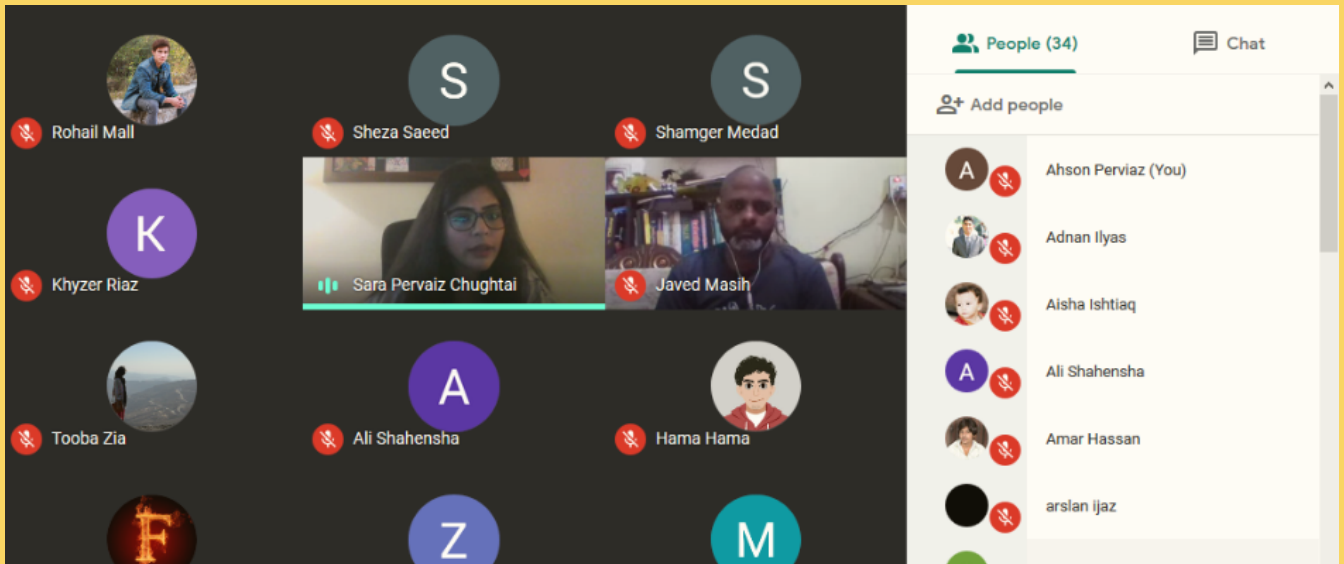 People (34)
Chat
Add people
Rohail Mall
S
Sheza Saeed
S
Shamger Medad
K
Khyzer Riaz
Sara Pervaiz Chughtai
Javed Masih
Tooba Zia
A
Ali Shahensha
Hama Hama
F
Z
M
A
Ahson Perviaz (You)
Adnan Ilyas
Aisha Ishtiaq
A
Ali Shahensha
Amar Hassan
arslan ijaz